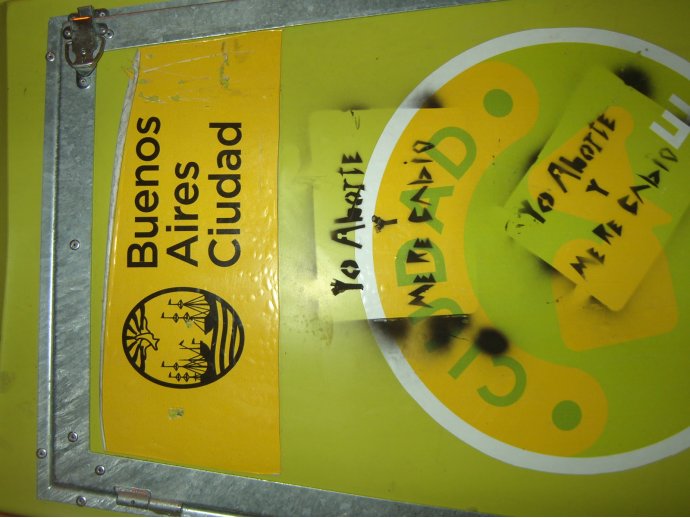 Buenos
Aires
Ciudad
Yo Aborte
Y
ME RE CABIO
CIUDAD
Yo Aborte
Y
ME RE CABIO